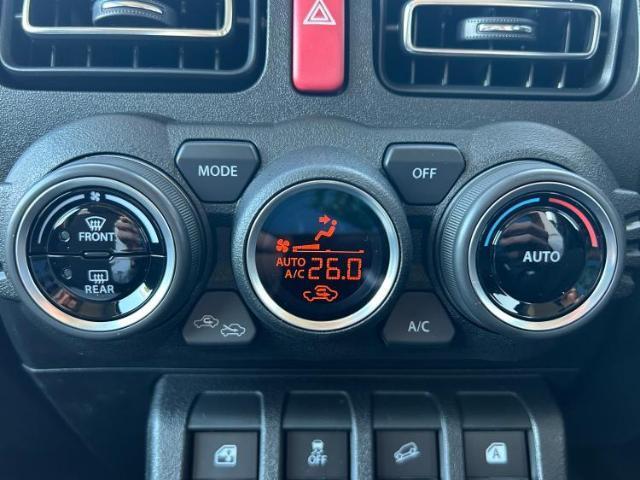 MODE
OFF
FRONT
REAR
AUTO
A/C 26.0
AUTO
A/C
OFF
A